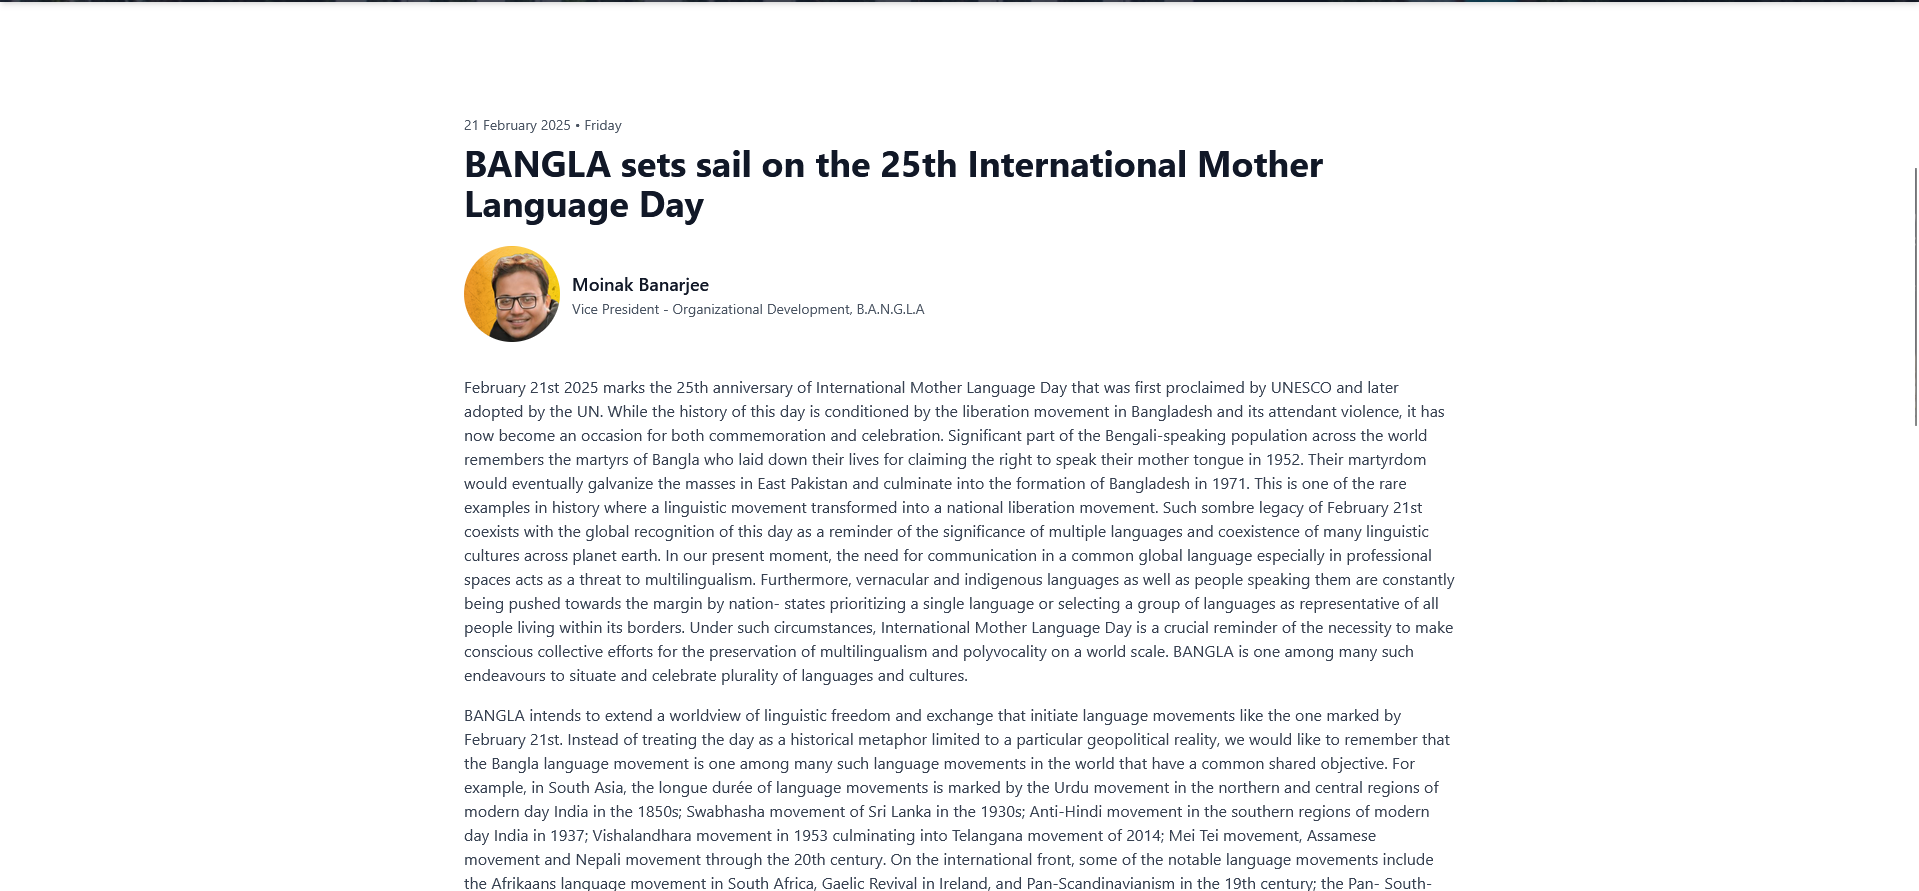 21 February 2025 • Friday
BANGLA sets sail on the 25th International Mother
Language Day
Moinak Banarjee
Vice President - Organizational Development, B.A.N.G.L.A
February 21st 2025 marks the 25th anniversary of International Mother Language Day that was first proclaimed by UNESCO and later
adopted by the UN. While the history of this day is conditioned by the liberation movement in Bangladesh and its attendant violence, it has
now become an occasion for both commemoration and celebration. Significant part of the Bengali-speaking population across the world
remembers the martyrs of Bangla who laid down their lives for claiming the right to speak their mother tongue in 1952. Their martyrdom
would eventually galvanize the masses in East Pakistan and culminate into the formation of Bangladesh in 1971. This is one of the rare
examples in history where a linguistic movement transformed into a national liberation movement. Such sombre legacy of February 21st
coexists with the global recognition of this day as a reminder of the significance of multiple languages and coexistence of many linguistic
cultures across planet earth. In our present moment, the need for communication in a common global language especially in professional
spaces acts as a threat to multilingualism. Furthermore, vernacular and indigenous languages as well as people speaking them are constantly
being pushed towards the margin by nation- states prioritizing a single language or selecting a group of languages as representative of all
people living within its borders. Under such circumstances, International Mother Language Day is a crucial reminder of the necessity to make
conscious collective efforts for the preservation of multilingualism and polyvocality on a world scale. BANGLA is one among many such
endeavours to situate and celebrate plurality of languages and cultures.
BANGLA intends to extend a worldview of linguistic freedom and exchange that initiate language movements like the one marked by
February 21st. Instead of treating the day as a historical metaphor limited to a particular geopolitical reality, we would like to remember that
the Bangla language movement is one among many such language movements in the world that have a common shared objective. For
example, in South Asia, the longue durée of language movements is marked by the Urdu movement in the northern and central regions of
modern day India in the 1850s; Swabhasha movement of Sri Lanka in the 1930s; Anti-Hindi movement in the southern regions of modern
day India in 1937; Vishalandhara movement in 1953 culminating into Telangana movement of 2014; Mei Tei movement, Assamese
movement and Nepali movement through the 20th century. On the international front, some of the notable language movements include
the Afrikaans language movement in South Africa, Gaelic Revival in Ireland, and Pan-Scandinavianism in the 19th century; the Pan- South-